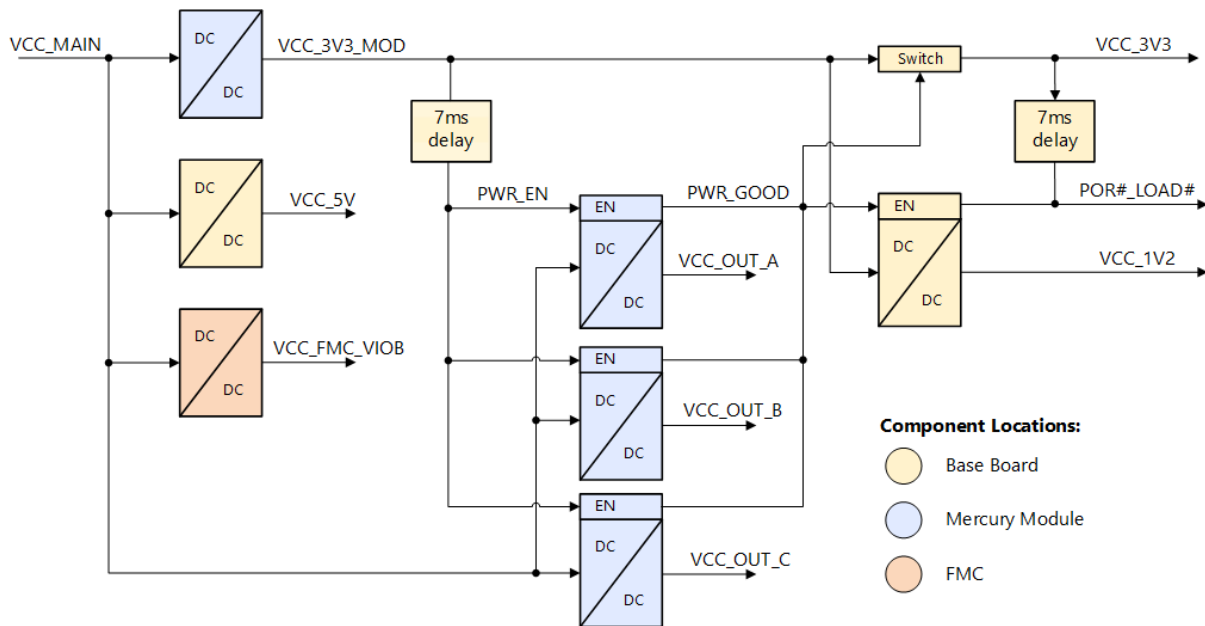 VCC_MAIN
DC
DC
VCC_3V3_MOD
Switch
VCC_3V3
7ms
delay
7ms
delay
DC
DC
VCC_5V
PWR_EN
EN
DC
DC
PWR_GOOD
VCC_OUT_A
EN
DC
DC
POR#_LOAD#
VCC_1V2
DC
DC
VCC_FMC_VIOB
EN
DC
DC
VCC_OUT_B
EN
DC
DC
VCC_OUT_C
Component Locations:
Base Board
Mercury Module
FMC